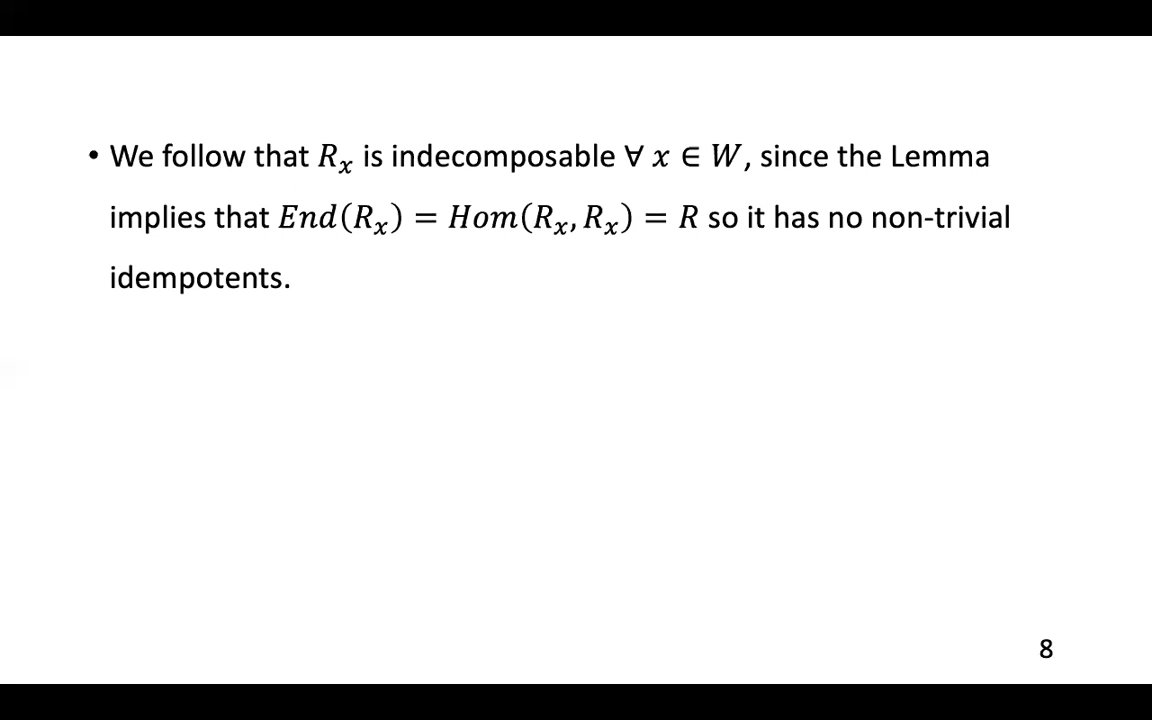 • We follow that 𝑅ₓ is indecomposable ∀ 𝑥 ∈ 𝑊, since the Lemma
implies that 𝐸𝑛𝑑(𝑅ₓ) = 𝐻𝑜𝑚(𝑅ₓ, 𝑅ₓ) = 𝑅 so it has no non-trivial
idempotents.
8